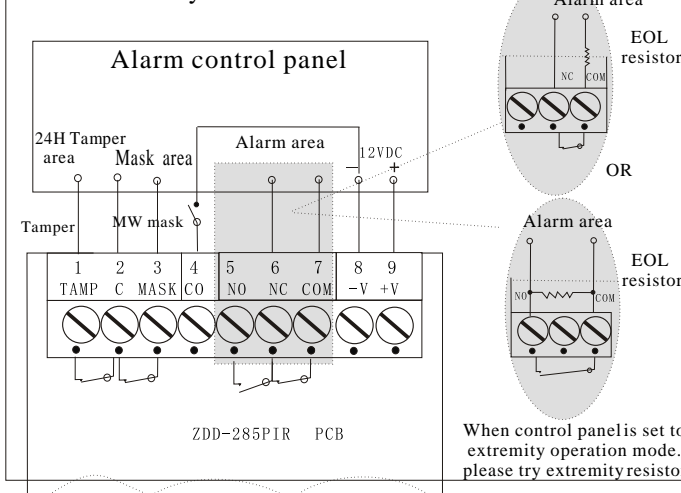 Alarm area
EOL
resistor
NC COM
Alarm control panel
24H Tamper
area
Mask area
Alarm area
12VDC
− +
OR
Tamper
MW mask
Alarm area
EOL
resistor
NO COM
1 2 3 4 5 6 7 8 9
TAMP C MASK CO NO NC COM −V +V
ZDD-285PIR PCB
When control panel is set to
extremity operation mode.
please try extremity resistor